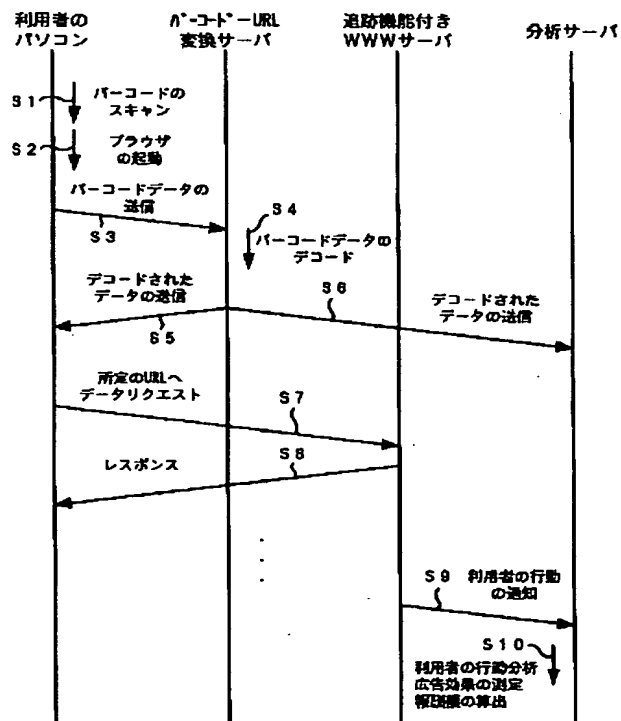 利用者の
パソコン
バーコード-URL
変換サーバ
追跡機能付き
WWWサーバ
分析サーバ
S1
バーコードの
スキャン
S2
ブラウザ
の起動
バーコードデータの
送信
S3
S4
バーコードデータの
デコード
デコードされた
データの送信
S5
S6
デコードされた
データの送信
所定のURLへ
データリクエスト
S7
レスポンス
S8
S9
利用者の行動
の通知
S10
利用者の行動分析
広告効果の測定
報酬額の算出